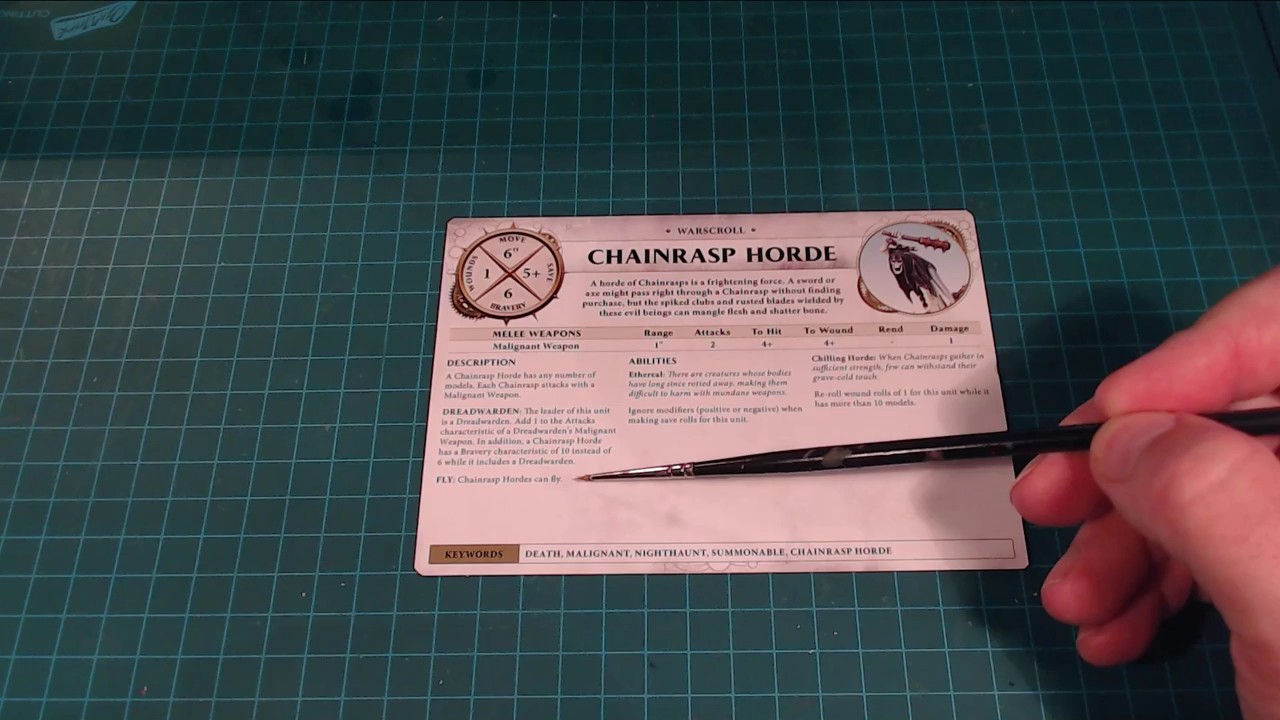 WARSCROLL
CHAINRASP HORDE
MOVE
6"
WOUNDS
1
5+
SAVE
6
BRAVERY
A horde of Chainrasps is a frightening force. A sword or
axe might pass right through a Chainrasp without finding
purchase, but the spiked clubs and rusted blades wielded by
these evil beings can mangle flesh and shatter bone.
MELEE WEAPONS Range Attacks To Hit To Wound Rend Damage
Malignant Weapon 1" 2 4+ 4+ - 1
DESCRIPTION
A Chainrasp Horde has any number of
models. Each Chainrasp attacks with a
Malignant Weapon.
DREADWARDEN: The leader of this unit
is a Dreadwarden. Add 1 to the Attacks
characteristic of a Dreadwarden's Malignant
Weapon. In addition, a Chainrasp Horde
has a Bravery characteristic of 10 instead of
6 while it includes a Dreadwarden.
FLY: Chainrasp Hordes can fly.
ABILITIES
Ethereal: There are creatures whose bodies
have long since rotted away, making them
difficult to harm with mundane weapons.
Ignore modifiers (positive or negative) when
making save rolls for this unit.
Chilling Horde: When Chainrasps gather in
sufficient strength, few can withstand their
grave-cold touch.
Re-roll wound rolls of 1 for this unit while it
has more than 10 models.
KEYWORDS DEATH, MALIGNANT, NIGHTHAUNT, SUMMONABLE, CHAINRASP HORDE